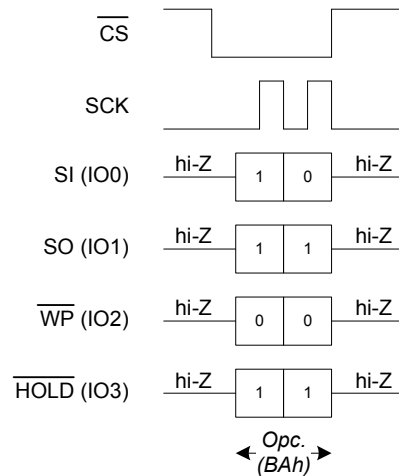 CS
SCK
SI (IO0) hi-Z 1 0 hi-Z
SO (IO1) hi-Z 1 1 hi-Z
WP (IO2) hi-Z 0 0 hi-Z
HOLD (IO3) hi-Z 1 1 hi-Z
Opc.
(BAh)